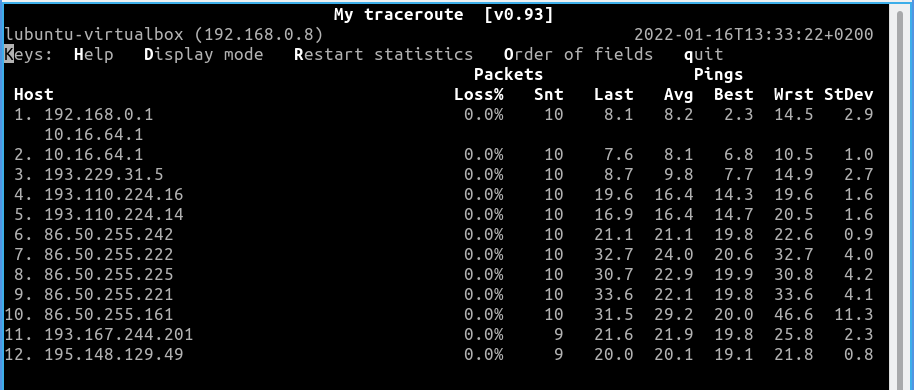 My traceroute [v0.93]
lubuntu-virtualbox (192.168.0.8) 2022-01-16T13:33:22+0200
Keys: Help Display mode Restart statistics Order of fields quit
Packets Pings
Host Loss% Snt Last Avg Best Wrst StDev
1. 192.168.0.1 0.0% 10 8.1 8.2 2.3 14.5 2.9
10.16.64.1
2. 10.16.64.1 0.0% 10 7.6 8.1 6.8 10.5 1.0
3. 193.229.31.5 0.0% 10 8.7 9.8 7.7 14.9 2.7
4. 193.110.224.16 0.0% 10 19.6 16.4 14.3 19.6 1.6
5. 193.110.224.14 0.0% 10 16.9 16.4 14.7 20.5 1.6
6. 86.50.255.242 0.0% 10 21.1 21.1 19.8 22.6 0.9
7. 86.50.255.222 0.0% 10 32.7 24.0 20.6 32.7 4.0
8. 86.50.255.225 0.0% 10 30.7 22.9 19.9 30.8 4.2
9. 86.50.255.221 0.0% 10 33.6 22.1 19.8 33.6 4.1
10. 86.50.255.161 0.0% 10 31.5 29.2 20.0 46.6 11.3
11. 193.167.244.201 0.0% 9 21.6 21.9 19.8 25.8 2.3
12. 195.148.129.49 0.0% 9 20.0 20.1 19.1 21.8 0.8